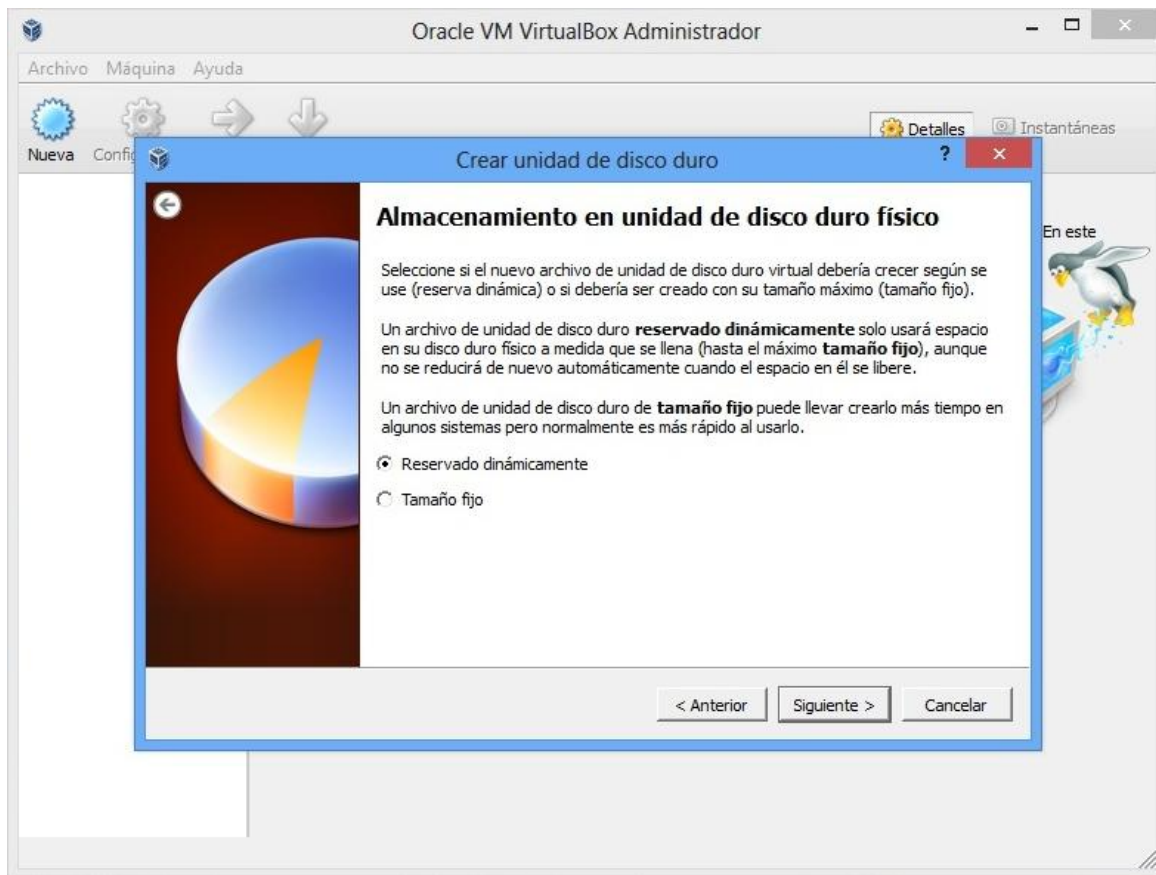 Oracle VM VirtualBox Administrador
Archivo Máquina Ayuda
Nueva
Detalles
Instantáneas
Crear unidad de disco duro
?
En este
Almacenamiento en unidad de disco duro físico
Seleccione si el nuevo archivo de unidad de disco duro virtual debería crecer según se
use (reserva dinámica) o si debería ser creado con su tamaño máximo (tamaño fijo).
Un archivo de unidad de disco duro reservado dinámicamente solo usará espacio
en su disco duro físico a medida que se llena (hasta el máximo tamaño fijo), aunque
no se reducirá de nuevo automáticamente cuando el espacio en él se libere.
Un archivo de unidad de disco duro de tamaño fijo puede llevar crearlo más tiempo en
algunos sistemas pero normalmente es más rápido al usarlo.
Reservado dinámicamente
Tamaño fijo
< Anterior
Siguiente >
Cancelar